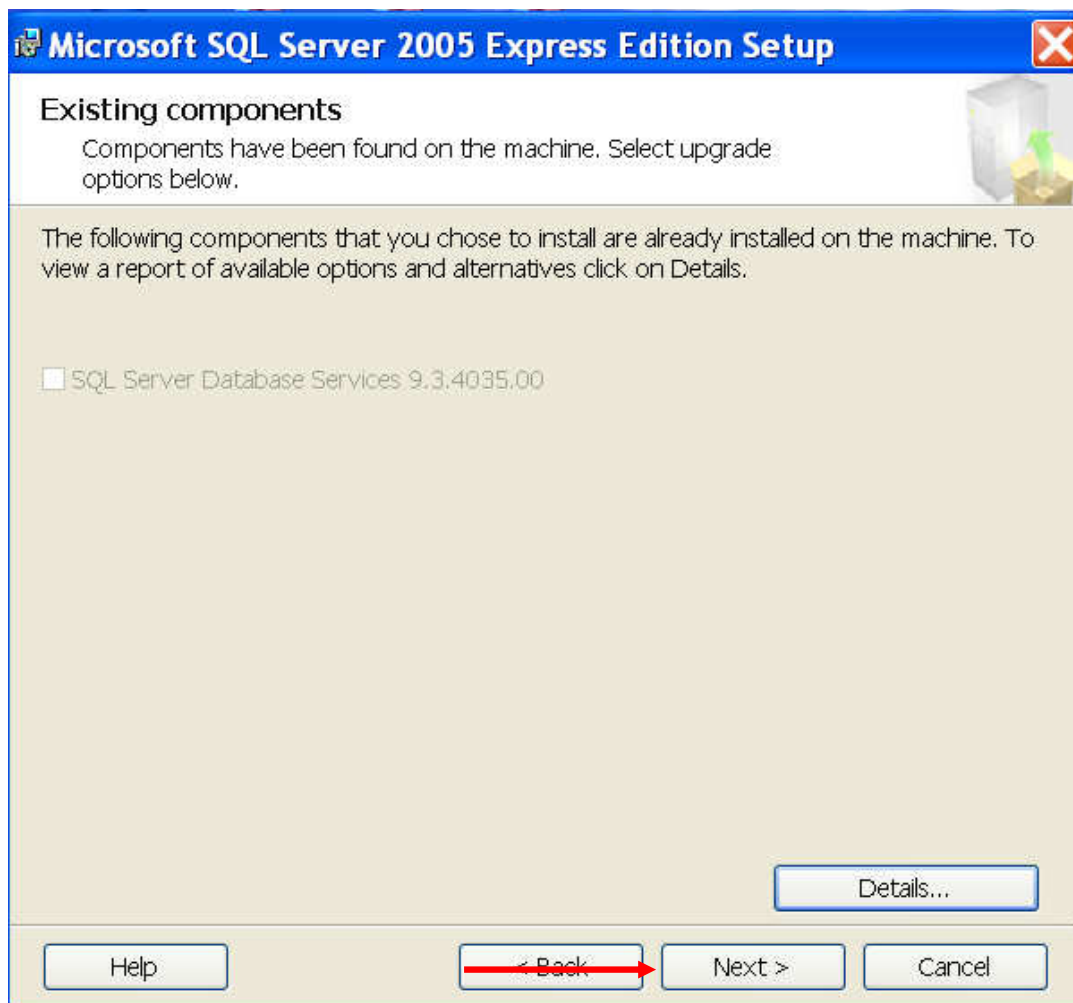 Microsoft SQL Server 2005 Express Edition Setup
Existing components
Components have been found on the machine. Select upgrade
options below.
The following components that you chose to install are already installed on the machine. To
view a report of available options and alternatives click on Details.
SQL Server Database Services 9.3.4035.00
Details...
Help
< Back
Next >
Cancel